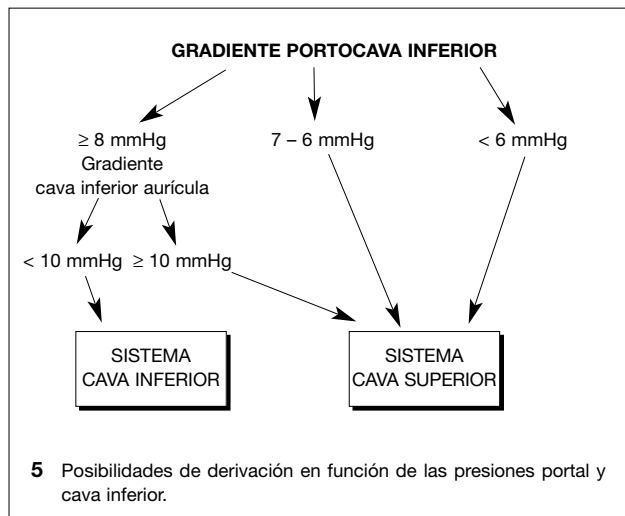 GRADIENTE PORTOCAVA INFERIOR
≥ 8 mmHg 7 – 6 mmHg < 6 mmHg
Gradiente
cava inferior aurícula
< 10 mmHg ≥ 10 mmHg
SISTEMA
CAVA INFERIOR
SISTEMA
CAVA SUPERIOR
5 Posibilidades de derivación en función de las presiones portal y
cava inferior.